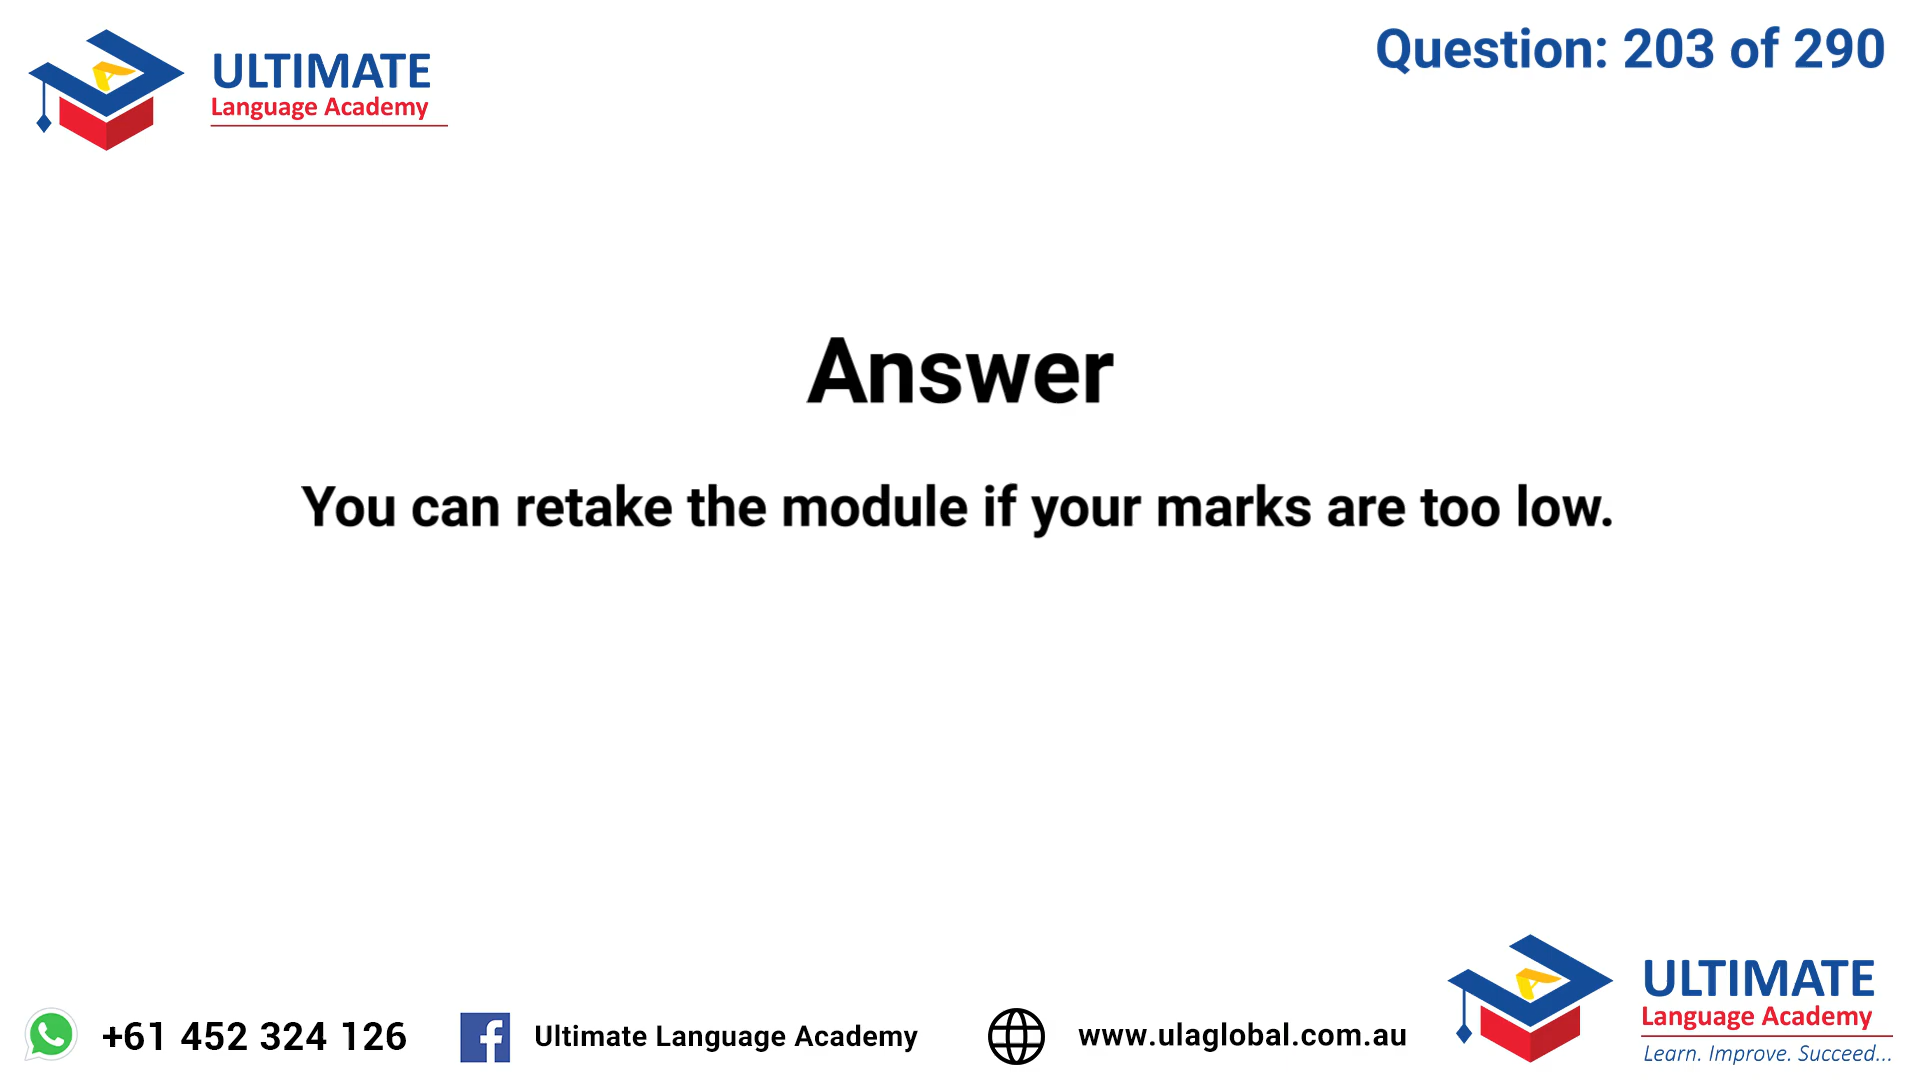 ULTIMATE
Language Academy
Question: 203 of 290
Answer
You can retake the module if your marks are too low.
+61 452 324 126
Ultimate Language Academy
www.ulaglobal.com.au
ULTIMATE
Language Academy
Learn. Improve. Succeed...